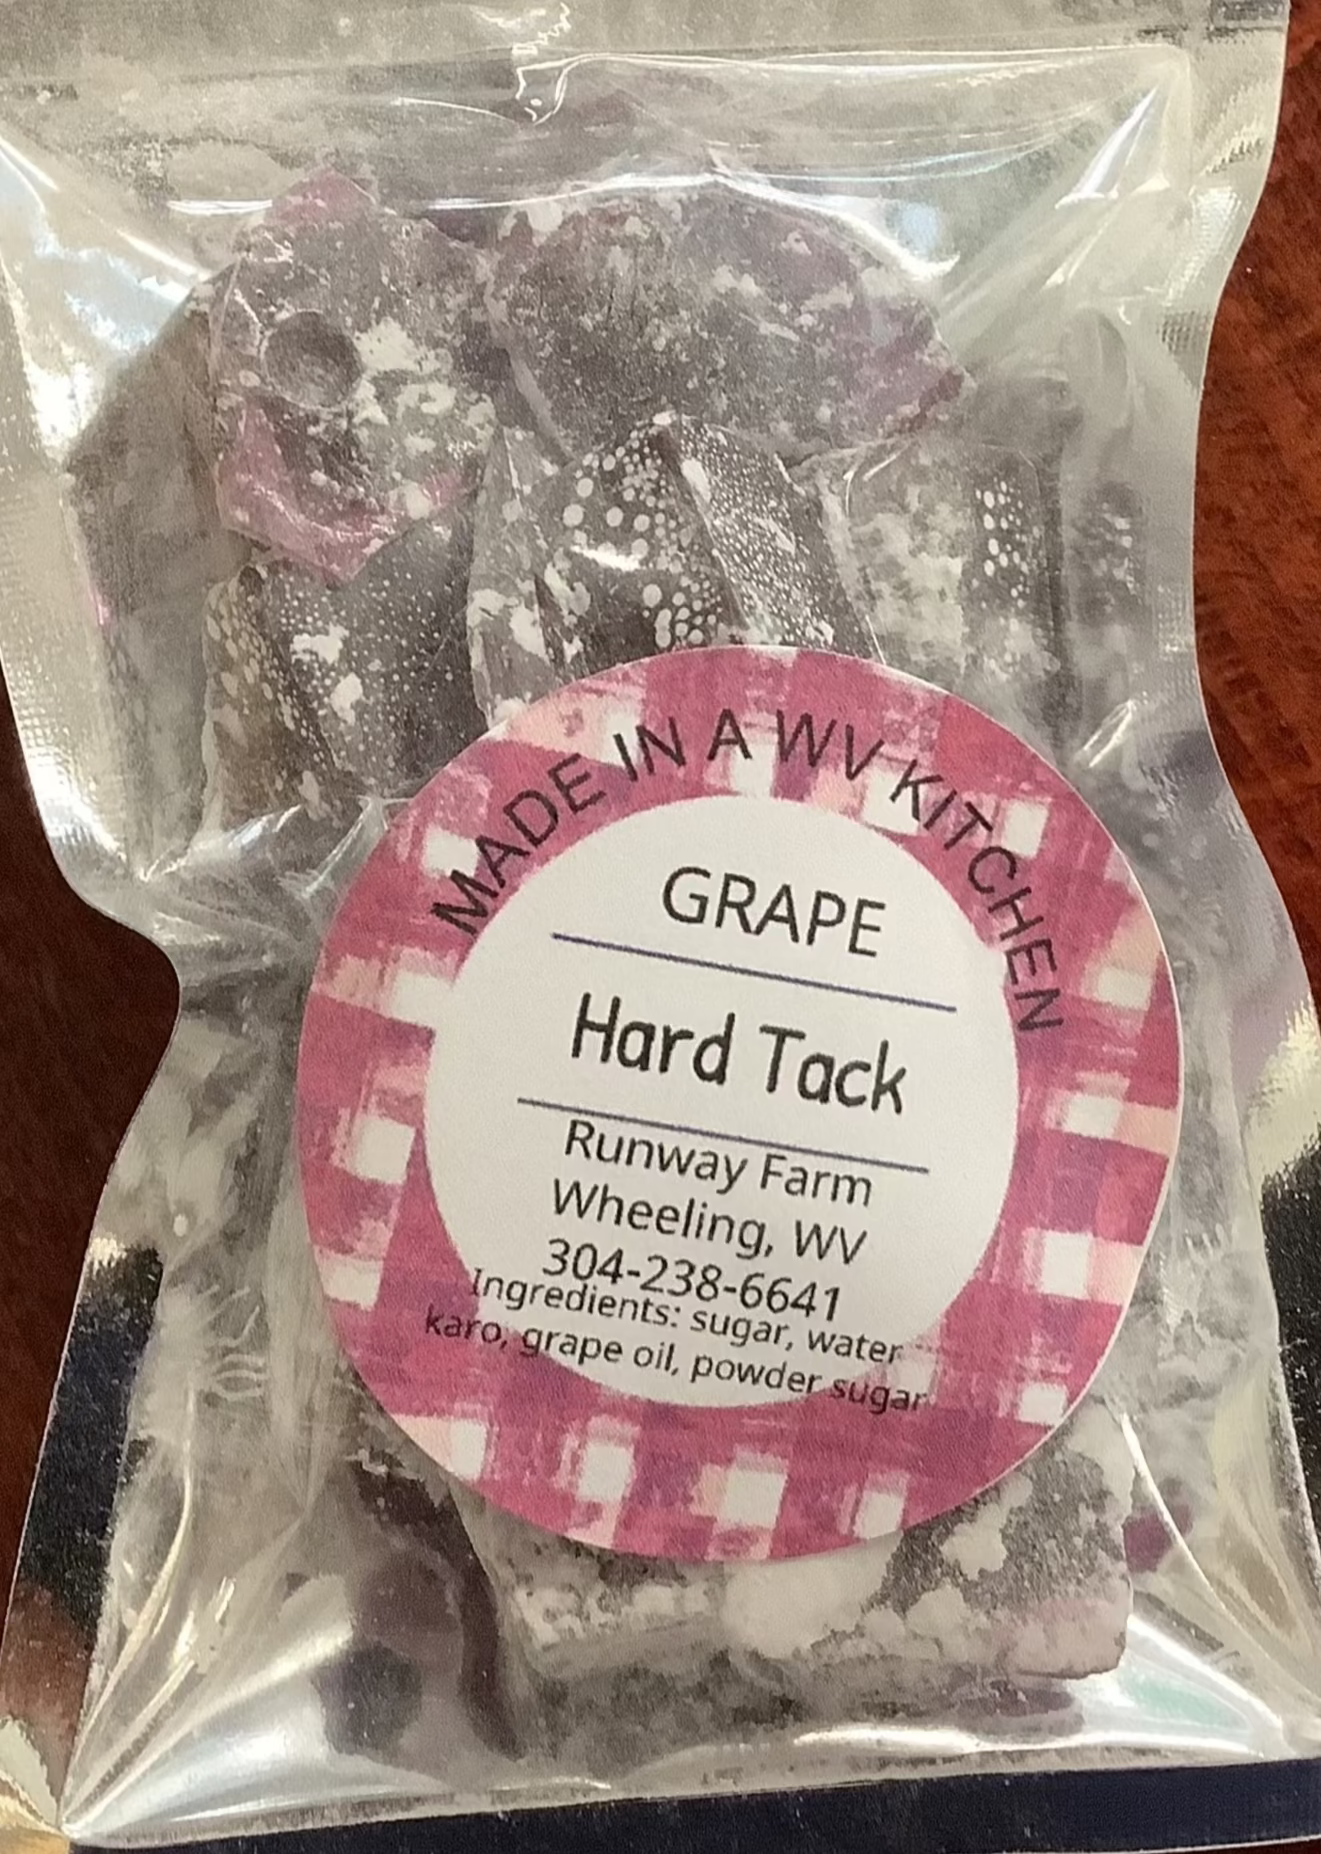 MADE IN A WV KITCHEN
GRAPE
Hard Tack
Runway Farm
Wheeling, WV
304-238-6641
Ingredients: sugar, water
karo, grape oil, powder sugar